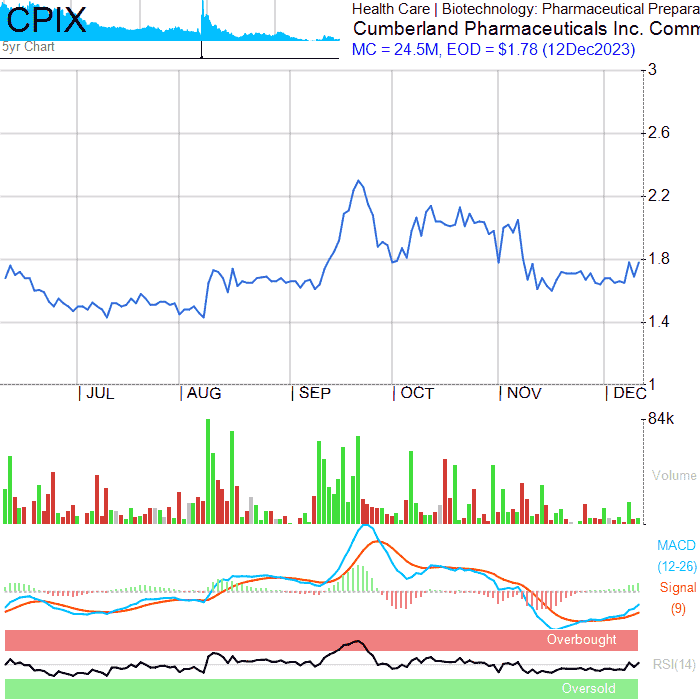 CPIX
5yr Chart
Health Care | Biotechnology: Pharmaceutical Prepara
Cumberland Pharmaceuticals Inc. Comm
MC = 24.5M, EOD = $1.78 (12Dec2023)
3
2.6
2.2
1.8
1.4
1
JUL
AUG
SEP
OCT
NOV
DEC
84k
Volume
MACD
(12-26)
Signal
(9)
Overbought
RSI(14)
Oversold